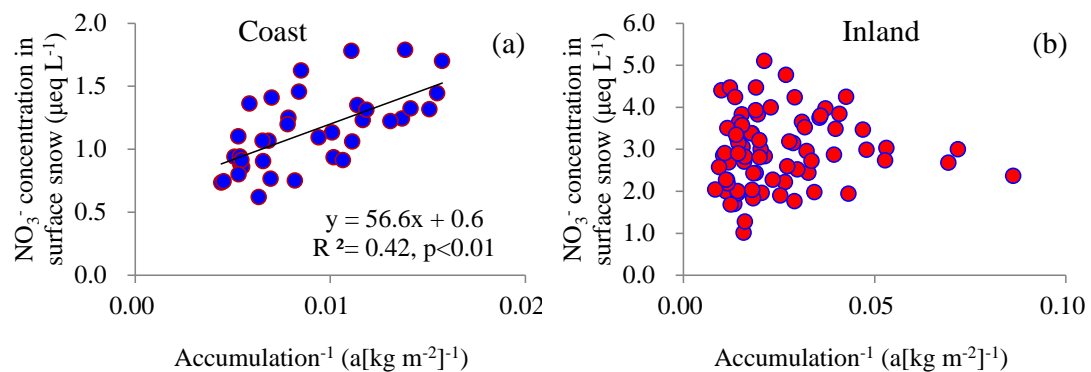 NO₃⁻ concentration in
surface snow (μeq L⁻¹)
2.0
1.5
1.0
0.5
0.0
Coast
(a)
y = 56.6x + 0.6
R ²= 0.42, p<0.01
0.00
0.01
0.02
Accumulation⁻¹ (a[kg m⁻²]⁻¹)
NO₃⁻ concentration in
surface snow (μeq L⁻¹)
6.0
5.0
4.0
3.0
2.0
1.0
0.0
Inland
(b)
0.00
0.05
0.10
Accumulation⁻¹ (a[kg m⁻²]⁻¹)